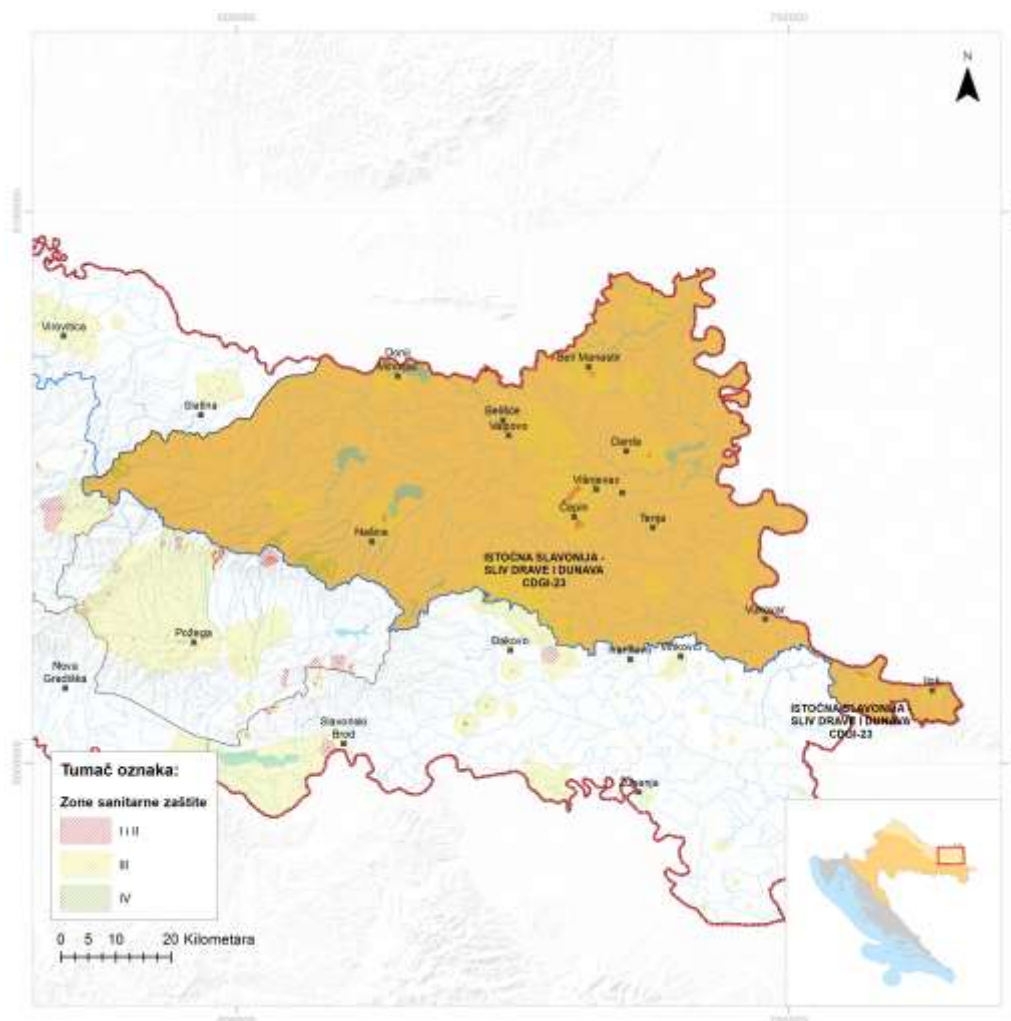 N
Virovitica
Donji
Miholjac
Beli Manastir
Slatina
Belišće
Valpovo
Darda
Višnjevac
Čepin
Tenja
Našice
ISTOČNA SLAVONIJA -
SLIV DRAVE I DUNAVA
CDGI-23
Vukovar
Požega
Đakovo
Vinkovci
Nova
Gradiška
Ilok
ISTOČNA SLAVONIJA -
SLIV DRAVE I DUNAVA
CDGI-23
Slavonski
Brod
Županja
Tumač oznaka:
Zone sanitarne zaštite
I i II
III
IV
0 5 10 20 Kilometara